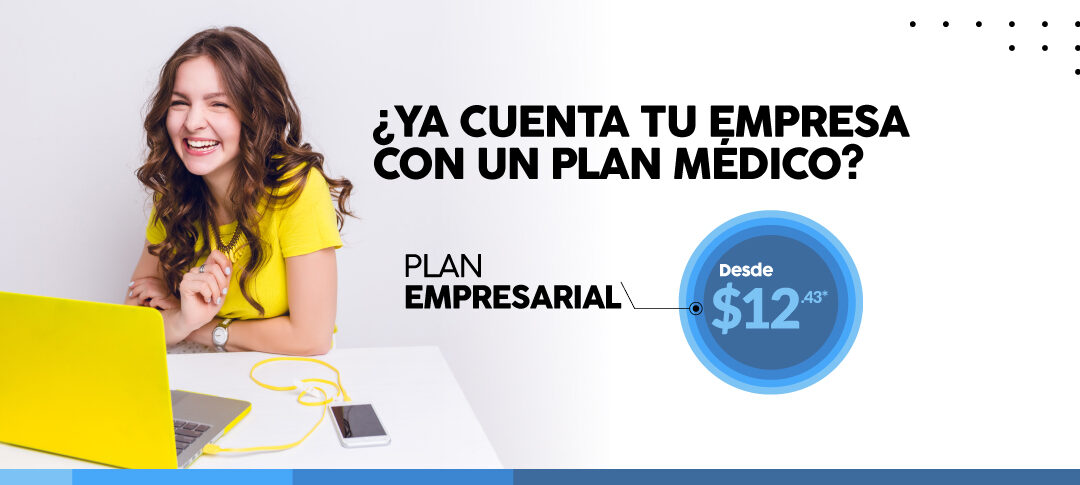 ¿YA CUENTA TU EMPRESA
CON UN PLAN MÉDICO?
PLAN
EMPRESARIAL
Desde
$12.43*